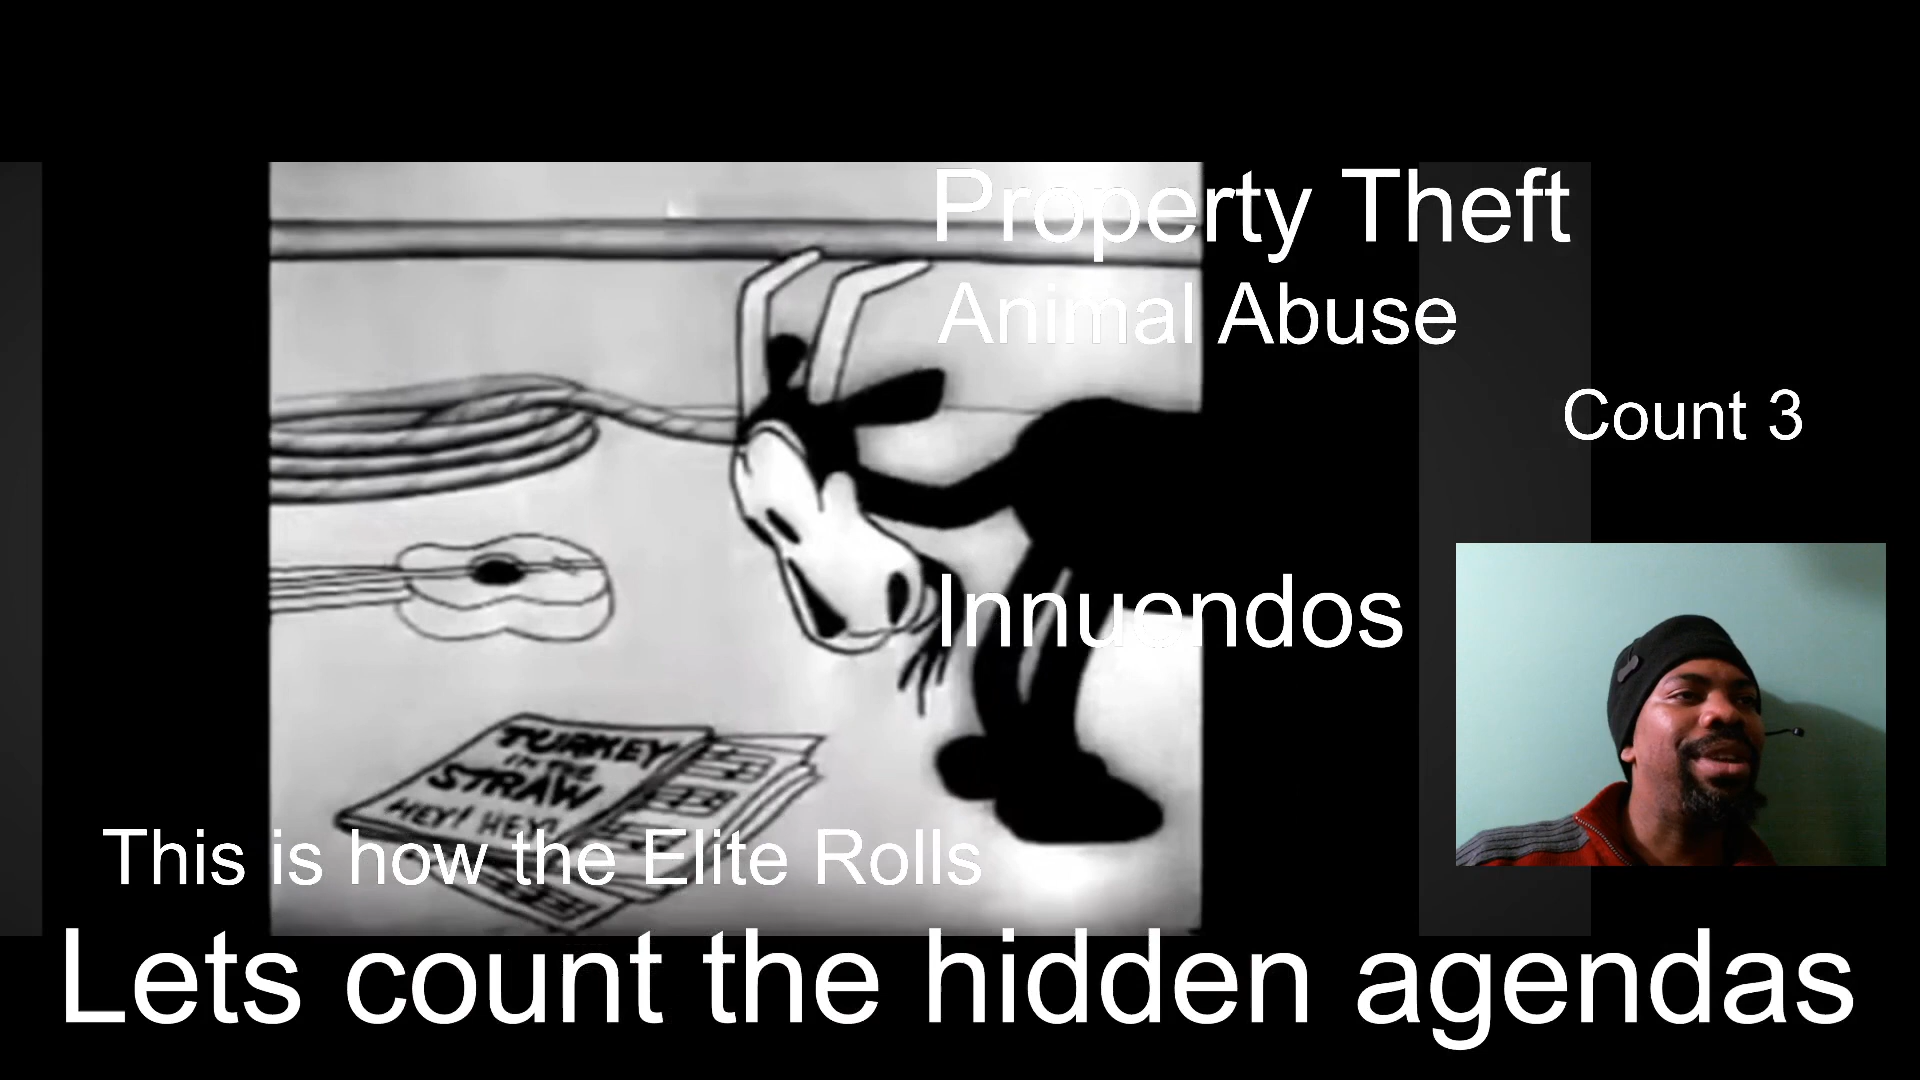 Property Theft
Animal Abuse
Count 3
Innuendos
TURKEY
IN THE
STRAW
HEY! HEY!
This is how the Elite Rolls
Lets count the hidden agendas